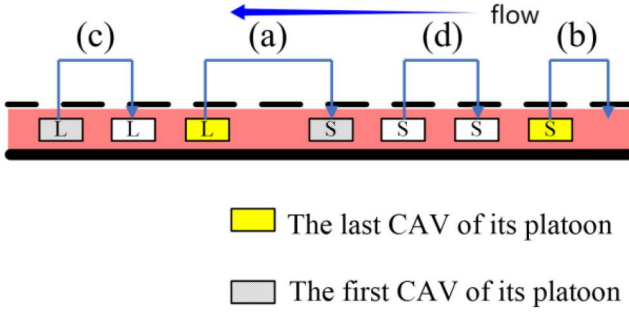 flow
(c) (a) (d) (b)
L L L S S S S
The last CAV of its platoon
The first CAV of its platoon